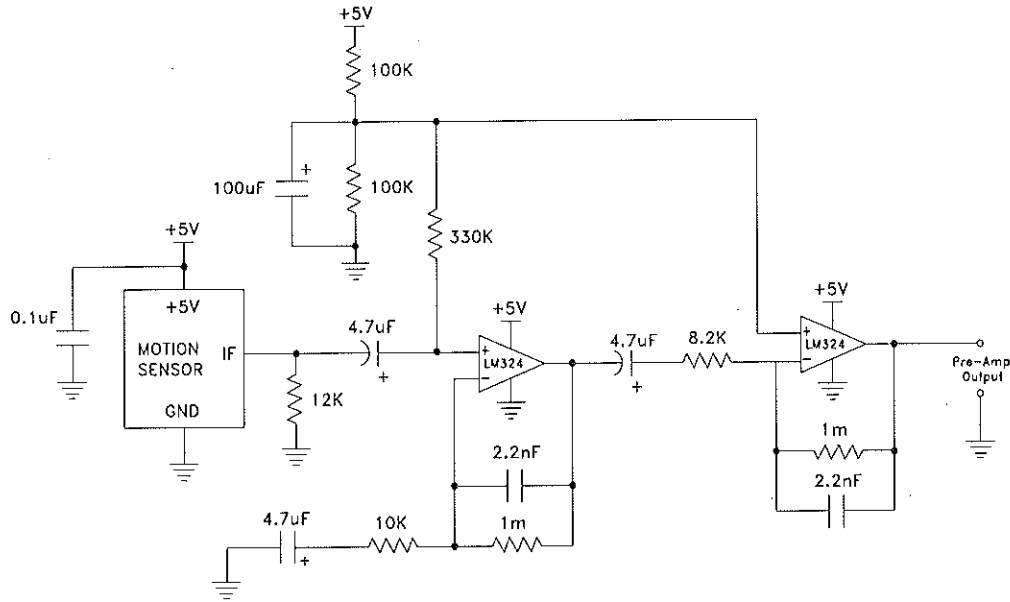 +5V
100K
100uF
+
100K
330K
+5V
0.1uF
+5V
MOTION
SENSOR
IF
GND
12K
4.7uF
+
+5V
+
LM324
−
4.7uF
+
8.2K
+5V
+
LM324
−
Pre-Amp
Output
1m
2.2nF
2.2nF
1m
4.7uF
+
10K